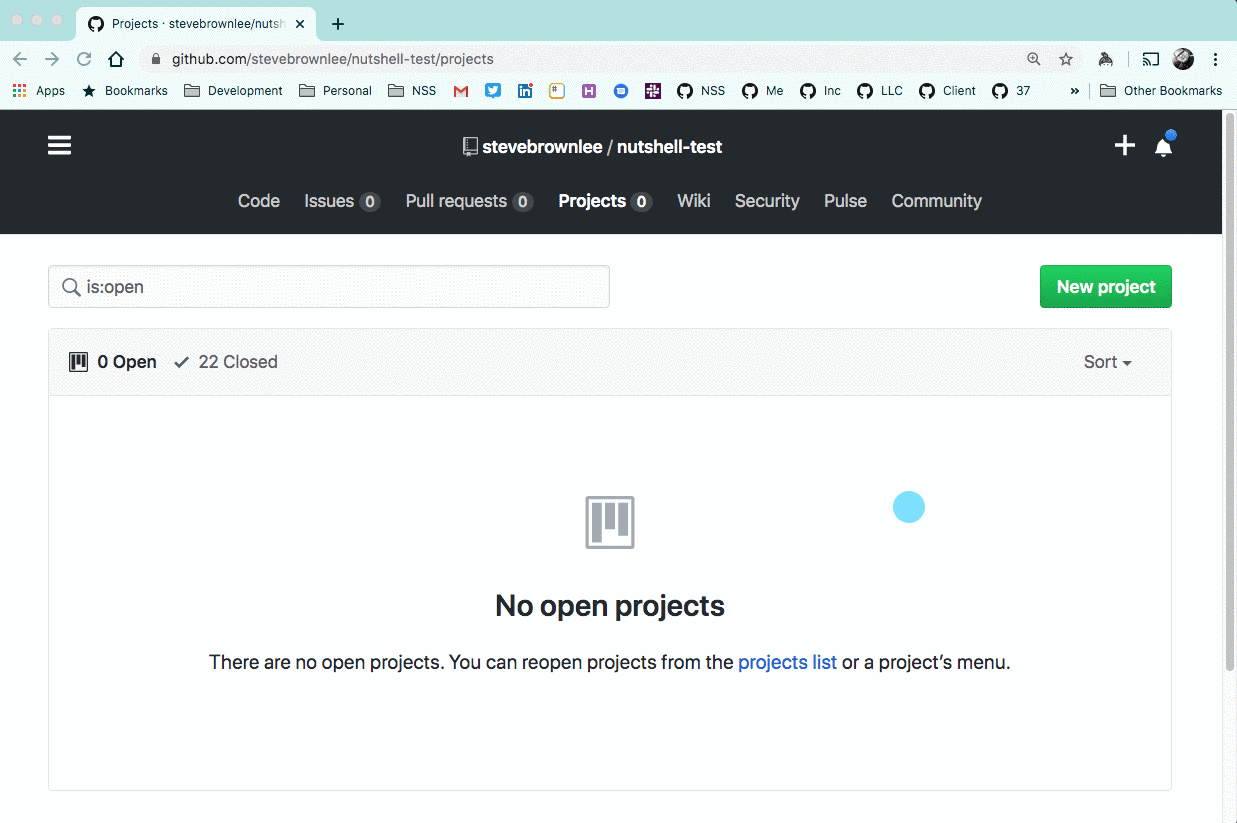 Projects · stevebrownlee/nutsh
github.com/stevebrownlee/nutshell-test/projects
Apps Bookmarks Development Personal NSS NSS Me Inc LLC Client 37 » Other Bookmarks
stevebrownlee / nutshell-test
Code Issues 0 Pull requests 0 Projects 0 Wiki Security Pulse Community
is:open
New project
0 Open 22 Closed
Sort
No open projects
There are no open projects. You can reopen projects from the projects list or a project’s menu.